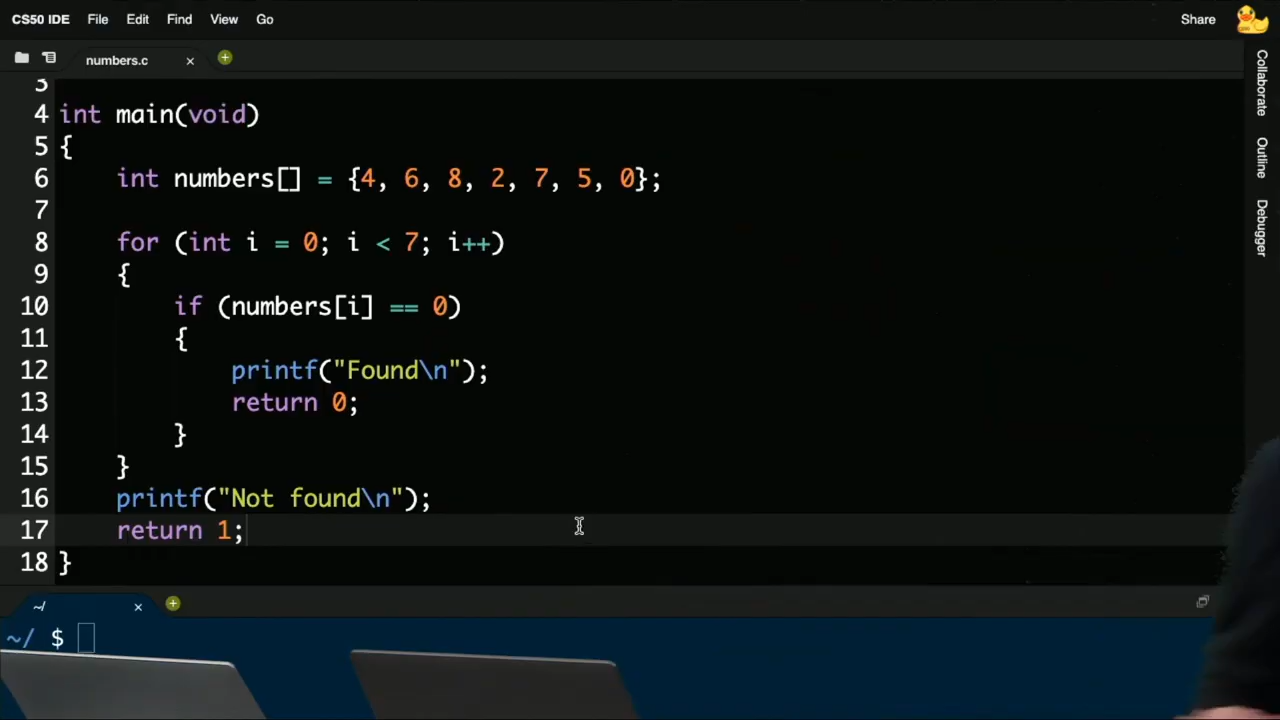 CS50 IDE File Edit Find View Go Share
numbers.c
3
4 int main(void)
5 {
6     int numbers[] = {4, 6, 8, 2, 7, 5, 0};
7
8     for (int i = 0; i < 7; i++)
9     {
10         if (numbers[i] == 0)
11         {
12             printf("Found\n");
13             return 0;
14         }
15     }
16     printf("Not found\n");
17     return 1;
18 }
~/
~/ $
Collaborate
Outline
Debugger